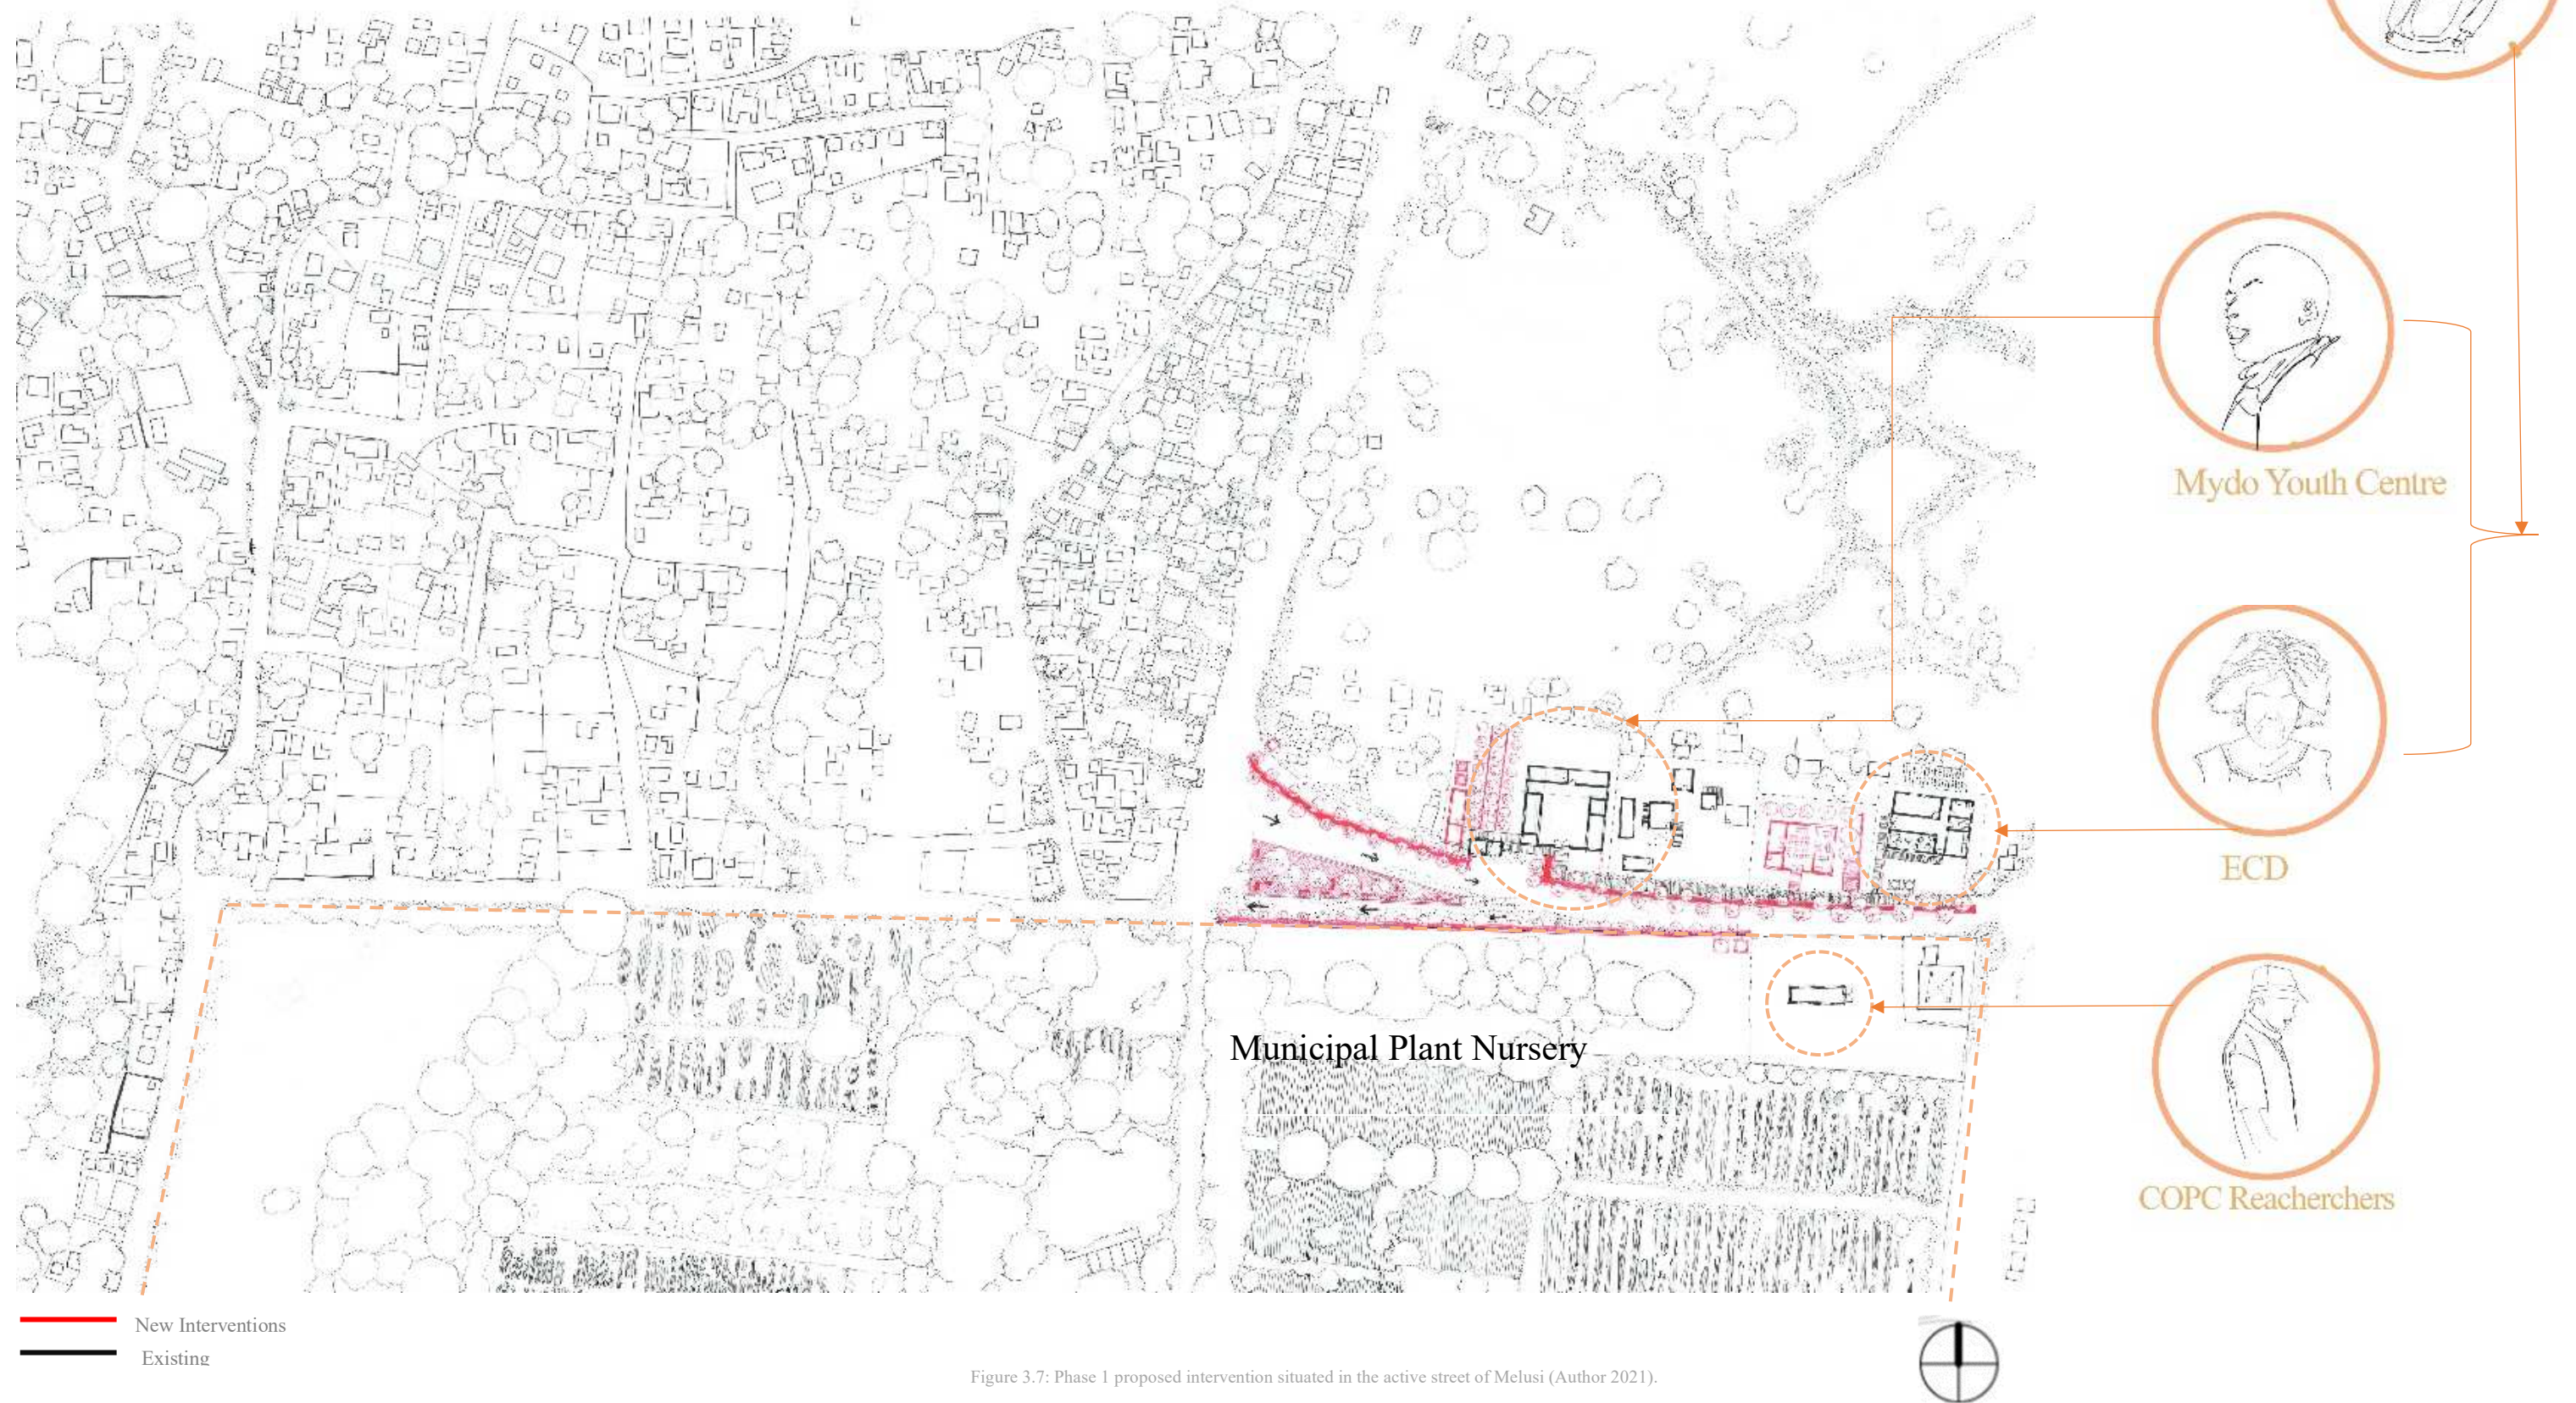 Mydo Youth Centre
ECD
Municipal Plant Nursery
COPC Reacherchers
New Interventions
Existing
Figure 3.7: Phase 1 proposed intervention situated in the active street of Melusi (Author 2021).